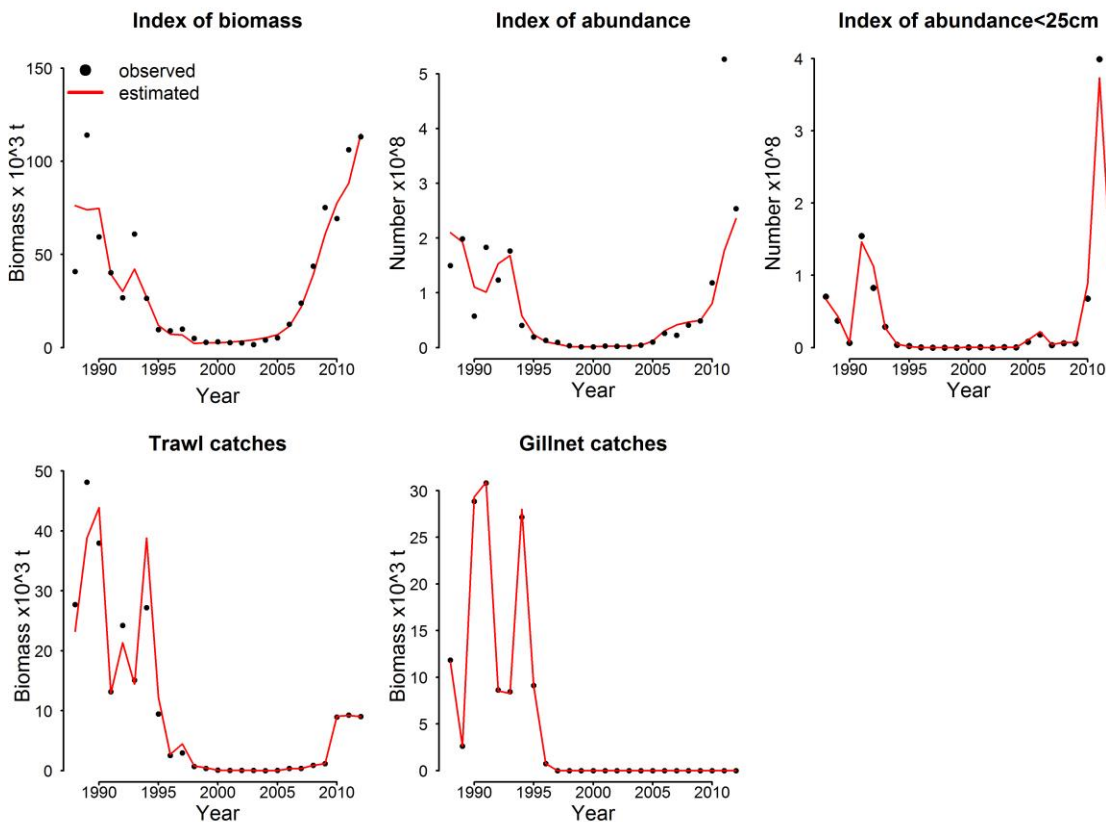 Index of biomass
150
100
50
0
Biomass x 10^3 t
observed
estimated
1990 1995 2000 2005 2010
Year
Index of abundance
5
4
3
2
1
0
Number x10^8
1990 1995 2000 2005 2010
Year
Index of abundance<25cm
4
3
2
1
0
Number x10^8
1990 1995 2000 2005 2010
Year
Trawl catches
50
40
30
20
10
0
Biomass x10^3 t
1990 1995 2000 2005 2010
Year
Gillnet catches
30
25
20
15
10
5
0
Biomass x10^3 t
1990 1995 2000 2005 2010
Year